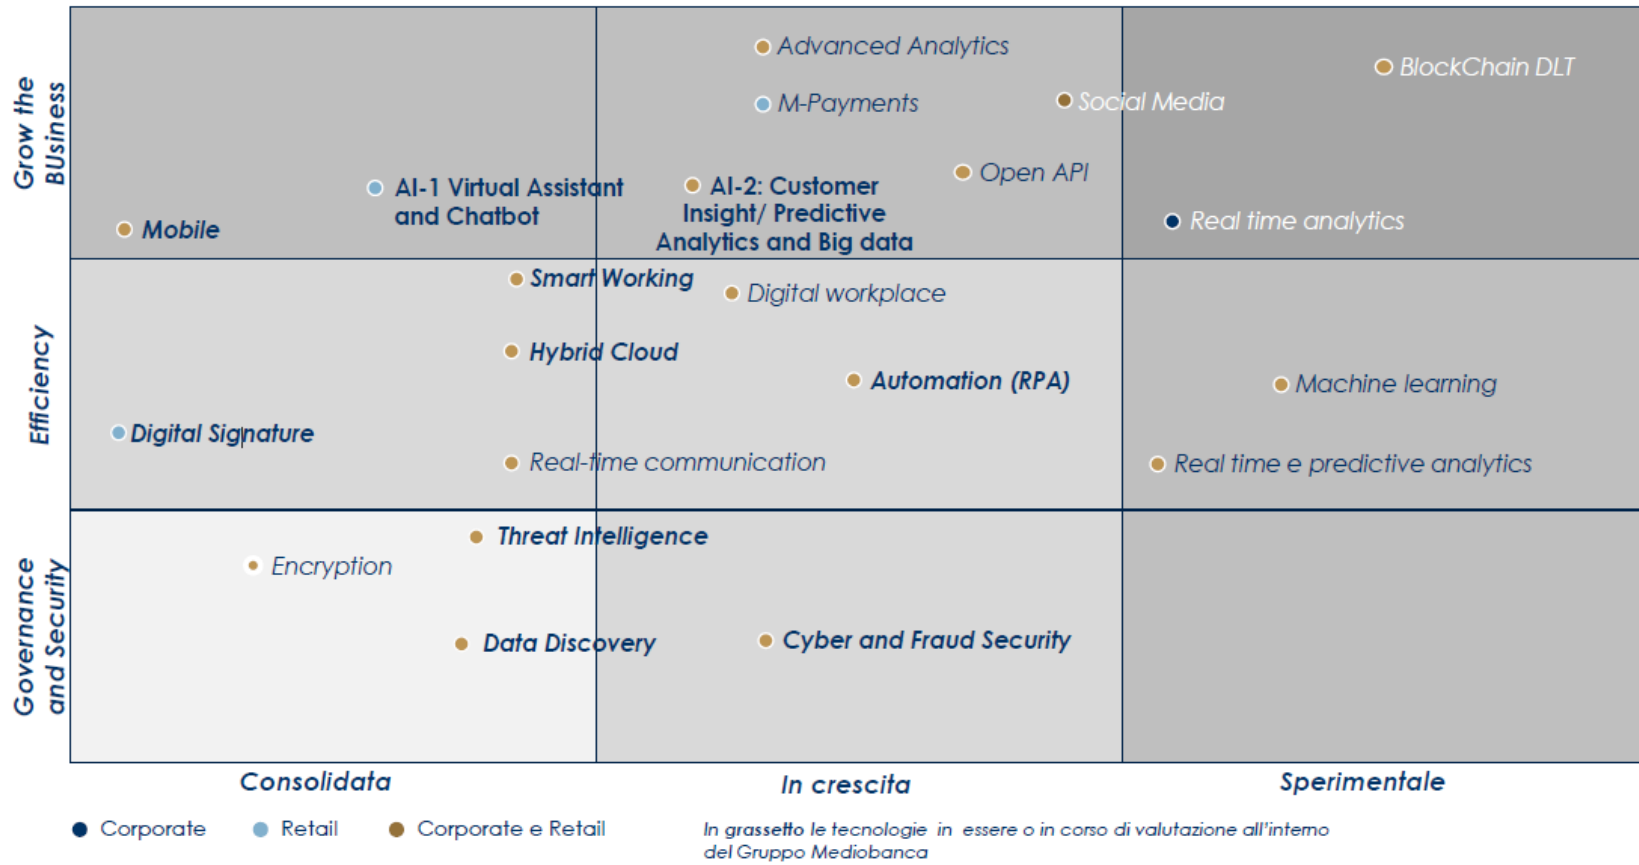 Grow the
BUsiness
Advanced Analytics
BlockChain DLT
M-Payments
Social Media
Open API
AI-1 Virtual Assistant
and Chatbot
AI-2: Customer
Insight/ Predictive
Analytics and Big data
Mobile
Real time analytics
Efficiency
Smart Working
Digital workplace
Hybrid Cloud
Automation (RPA)
Machine learning
Digital Signature
Real-time communication
Real time e predictive analytics
Governance
and Security
Threat Intelligence
Encryption
Data Discovery
Cyber and Fraud Security
Consolidata
In crescita
Sperimentale
Corporate
Retail
Corporate e Retail
In grassetto le tecnologie in essere o in corso di valutazione all'interno
del Gruppo Mediobanca